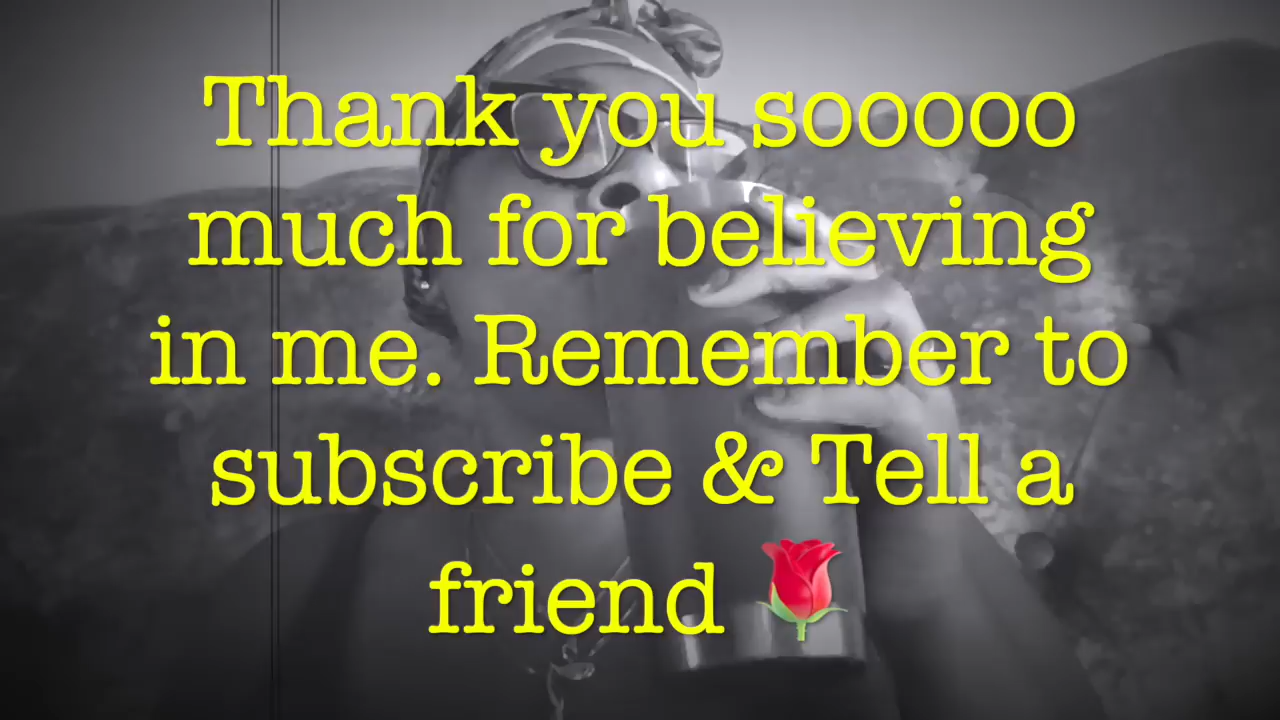 Thank you sooooo
much for believing
in me. Remember to
subscribe & Tell a
friend 🌹